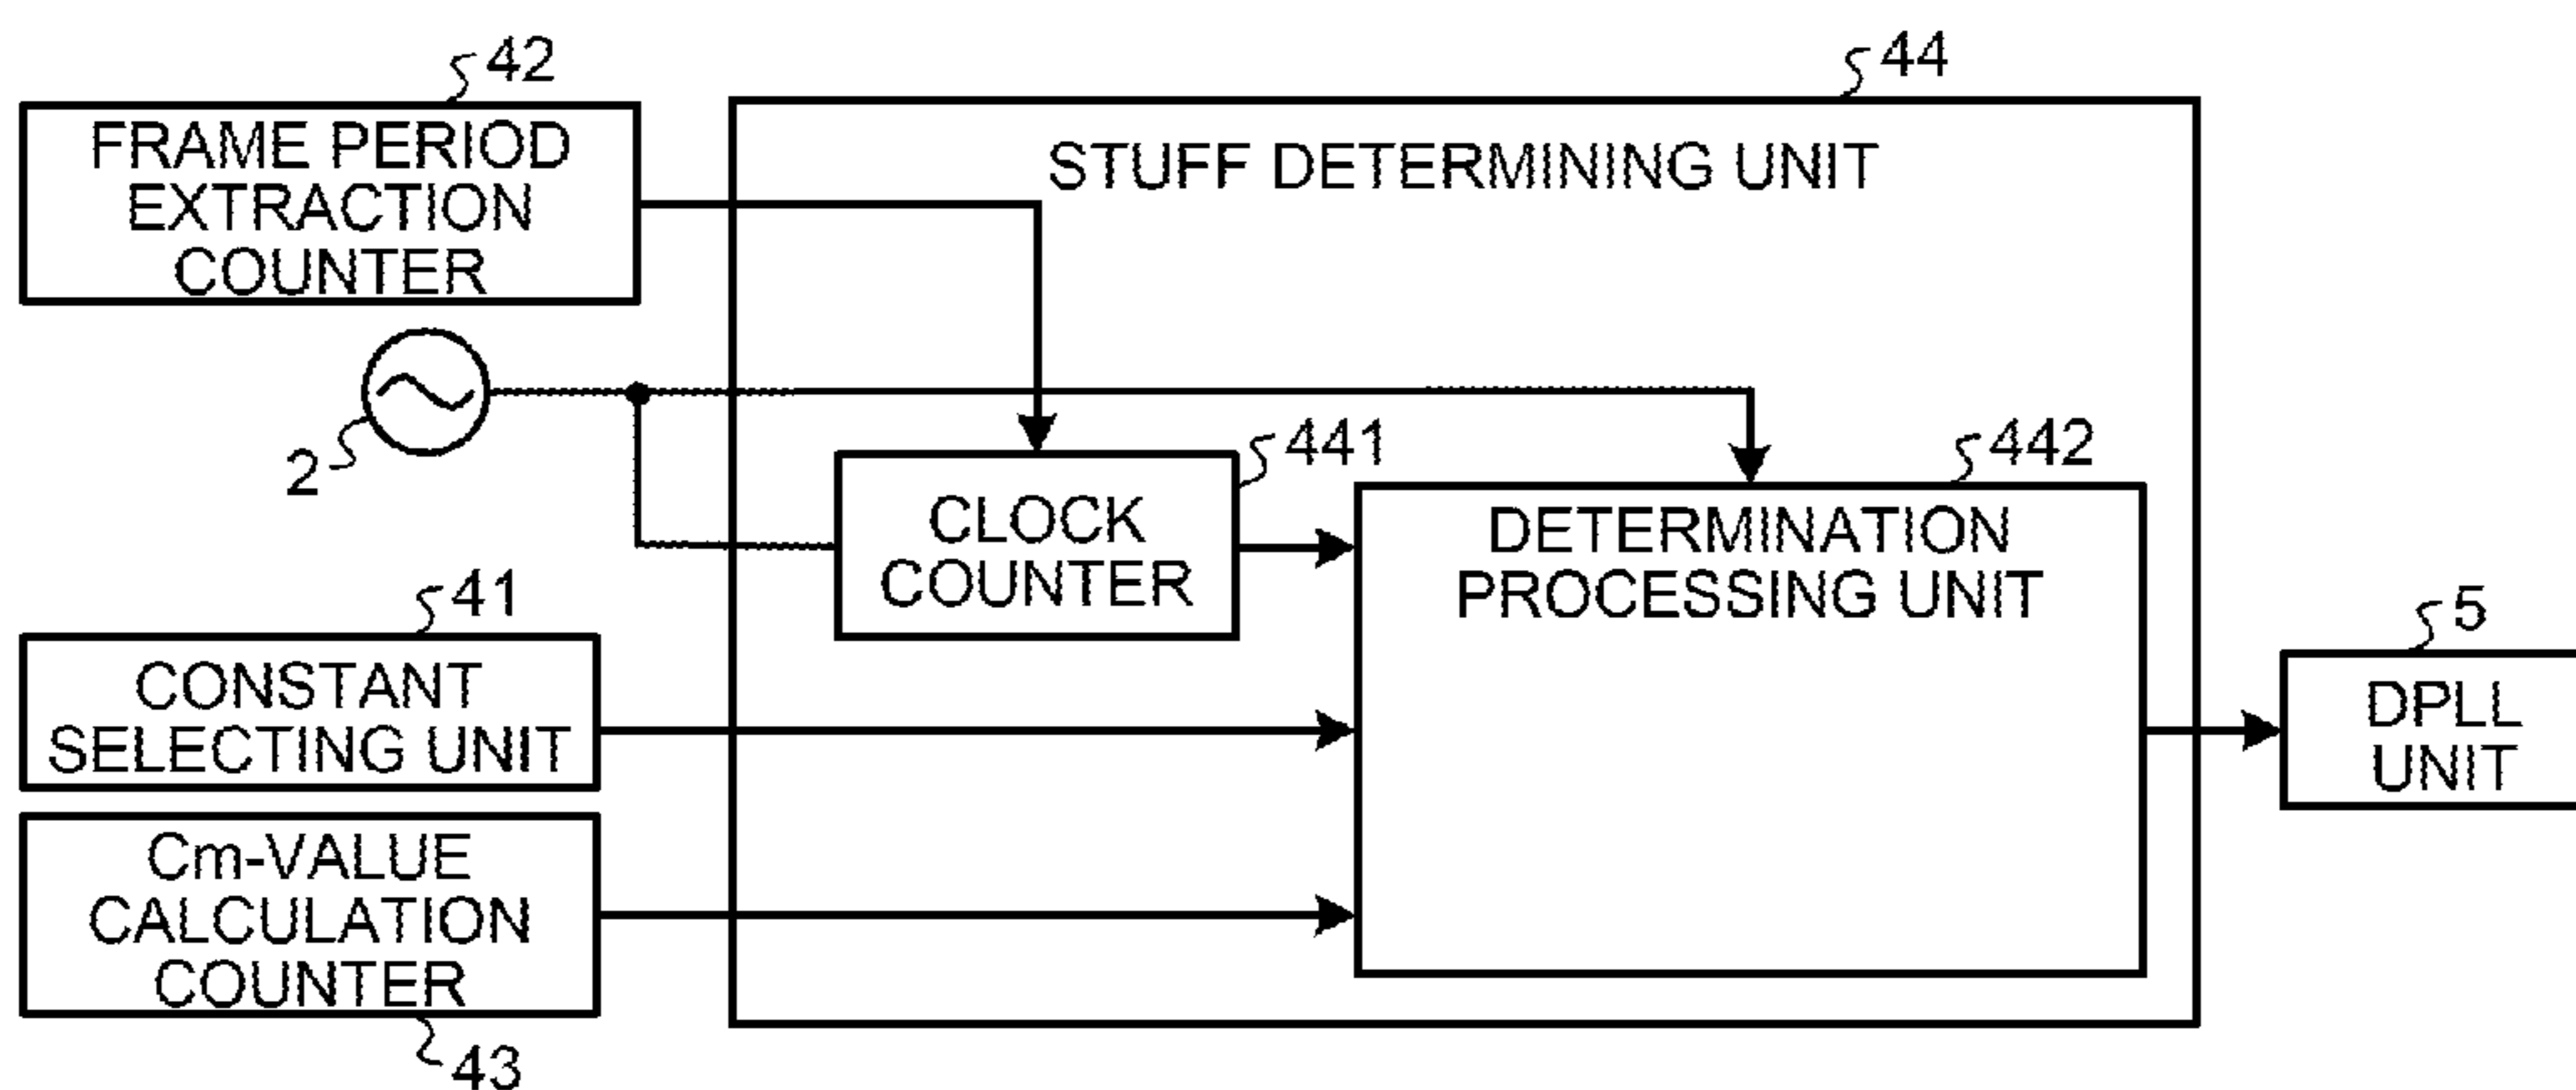 42
FRAME PERIOD
EXTRACTION
COUNTER
44
STUFF DETERMINING UNIT
2
441
CLOCK
COUNTER
442
DETERMINATION
PROCESSING UNIT
41
CONSTANT
SELECTING UNIT
5
DPLL
UNIT
Cm-VALUE
CALCULATION
COUNTER
43